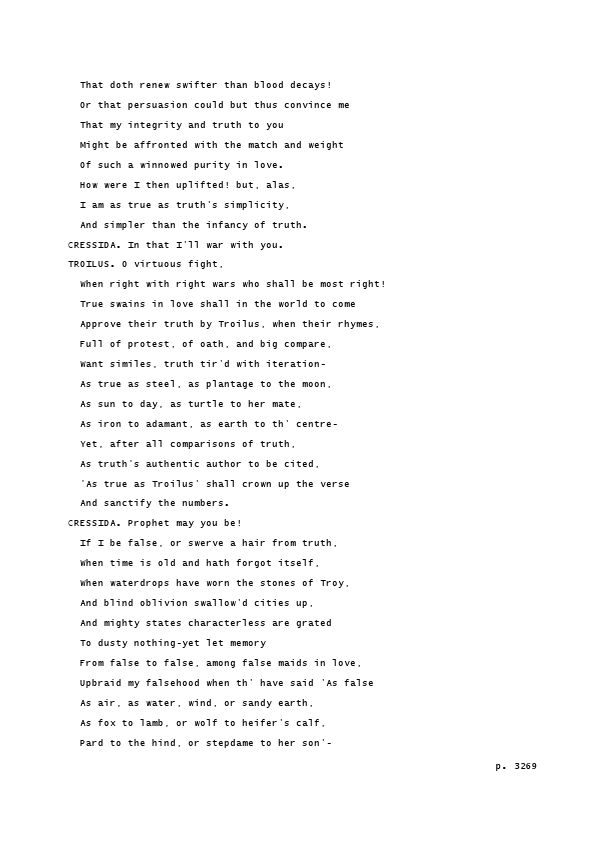 That doth renew swifter than blood decays!
Or that persuasion could but thus convince me
That my integrity and truth to you
Might be affronted with the match and weight
Of such a winnowed purity in love.
How were I then uplifted! but, alas,
I am as true as truth's simplicity,
And simpler than the infancy of truth.
CRESSIDA. In that I'll war with you.
TROILUS. O virtuous fight,
When right with right wars who shall be most right!
True swains in love shall in the world to come
Approve their truth by Troilus, when their rhymes,
Full of protest, of oath, and big compare,
Want similes, truth tir'd with iteration-
As true as steel, as plantage to the moon,
As sun to day, as turtle to her mate,
As iron to adamant, as earth to th' centre-
Yet, after all comparisons of truth,
As truth's authentic author to be cited,
'As true as Troilus' shall crown up the verse
And sanctify the numbers.
CRESSIDA. Prophet may you be!
If I be false, or swerve a hair from truth,
When time is old and hath forgot itself,
When waterdrops have worn the stones of Troy,
And blind oblivion swallow'd cities up,
And mighty states characterless are grated
To dusty nothing-yet let memory
From false to false, among false maids in love,
Upbraid my falsehood when th' have said 'As false
As air, as water, wind, or sandy earth,
As fox to lamb, or wolf to heifer's calf,
Pard to the hind, or stepdame to her son'-
p. 3269